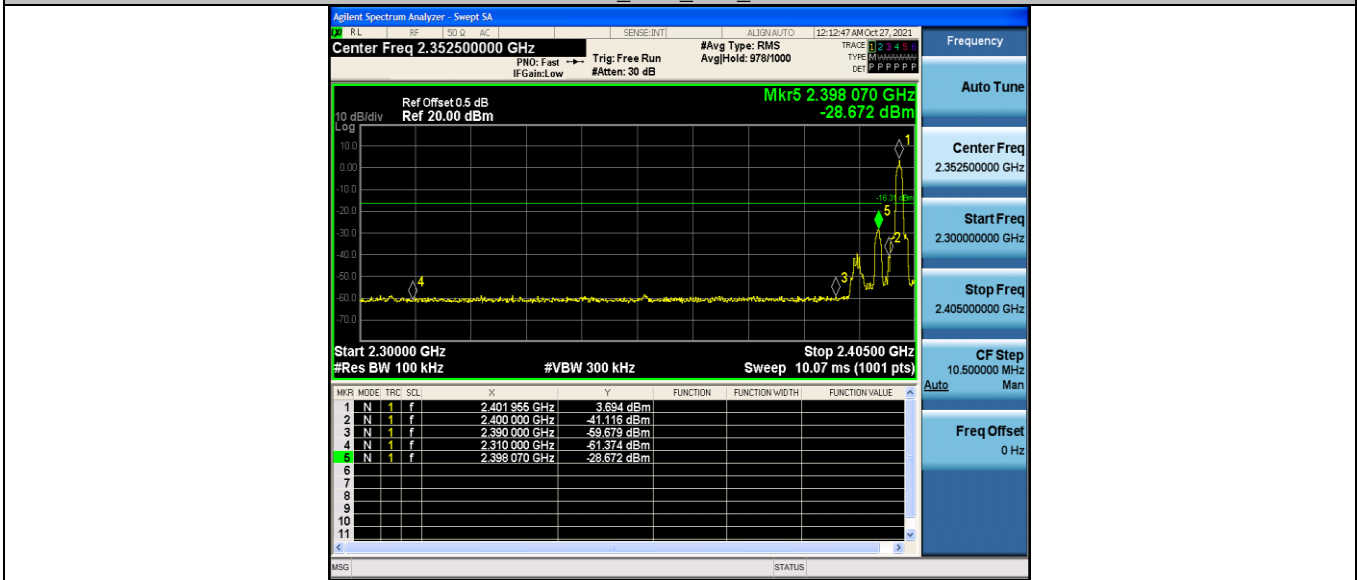 Agilent Spectrum Analyzer - Swept SA
RL RF 50 Ω AC SENSE:INT ALIGNAUTO 12:12:47 AM Oct 27, 2021
Center Freq 2.352500000 GHz
PNO: Fast
IFGain:Low
Trig: Free Run
#Atten: 30 dB
#Avg Type: RMS
Avg|Hold: 978/1000
TRACE 1 2 3 4 5 6
TYPE M
DET P P P P P P
Ref Offset 0.5 dB
10 dB/div Ref 20.00 dBm
Log
Mkr5 2.398 070 GHz
-28.672 dBm
10.0
0.00
-10.0
-20.0
-30.0
-40.0
-50.0
-60.0
-70.0
-16.31 dBm
1
5
2
3
4
Start 2.30000 GHz Stop 2.40500 GHz
#Res BW 100 kHz #VBW 300 kHz Sweep 10.07 ms (1001 pts)
MKR MODE TRC SCL X Y FUNCTION FUNCTION WIDTH FUNCTION VALUE
1 N 1 f 2.401 955 GHz 3.694 dBm
2 N 1 f 2.400 000 GHz -41.116 dBm
3 N 1 f 2.390 000 GHz -59.679 dBm
4 N 1 f 2.310 000 GHz -61.374 dBm
5 N 1 f 2.398 070 GHz -28.672 dBm
6
7
8
9
10
11
MSG STATUS
Frequency
Auto Tune
Center Freq
2.352500000 GHz
Start Freq
2.300000000 GHz
Stop Freq
2.405000000 GHz
CF Step
10.500000 MHz
Auto Man
Freq Offset
0 Hz